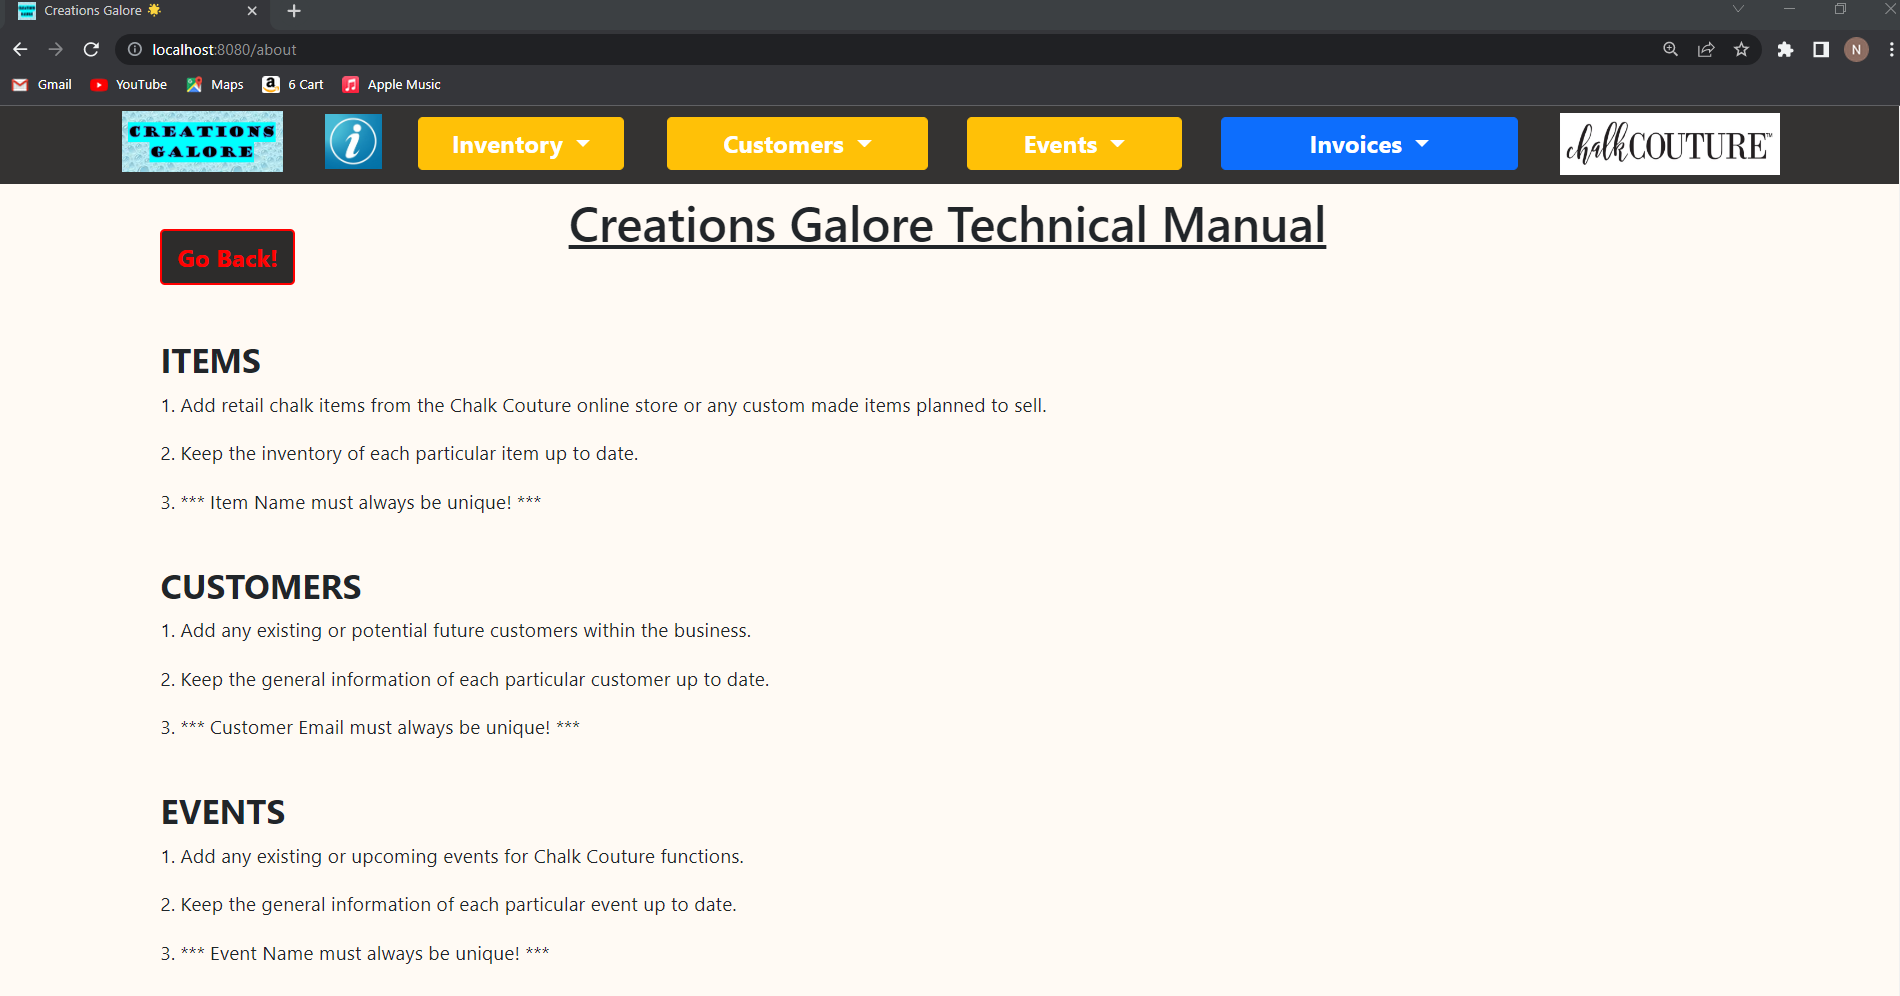 Creations Galore 🌟
localhost:8080/about
N
Gmail YouTube Maps 6 Cart Apple Music
CREATIONS
GALORE
i
Inventory
Customers
Events
Invoices
chalkCOUTURE™
Creations Galore Technical Manual
Go Back!
ITEMS
1. Add retail chalk items from the Chalk Couture online store or any custom made items planned to sell.
2. Keep the inventory of each particular item up to date.
3. *** Item Name must always be unique! ***
CUSTOMERS
1. Add any existing or potential future customers within the business.
2. Keep the general information of each particular customer up to date.
3. *** Customer Email must always be unique! ***
EVENTS
1. Add any existing or upcoming events for Chalk Couture functions.
2. Keep the general information of each particular event up to date.
3. *** Event Name must always be unique! ***